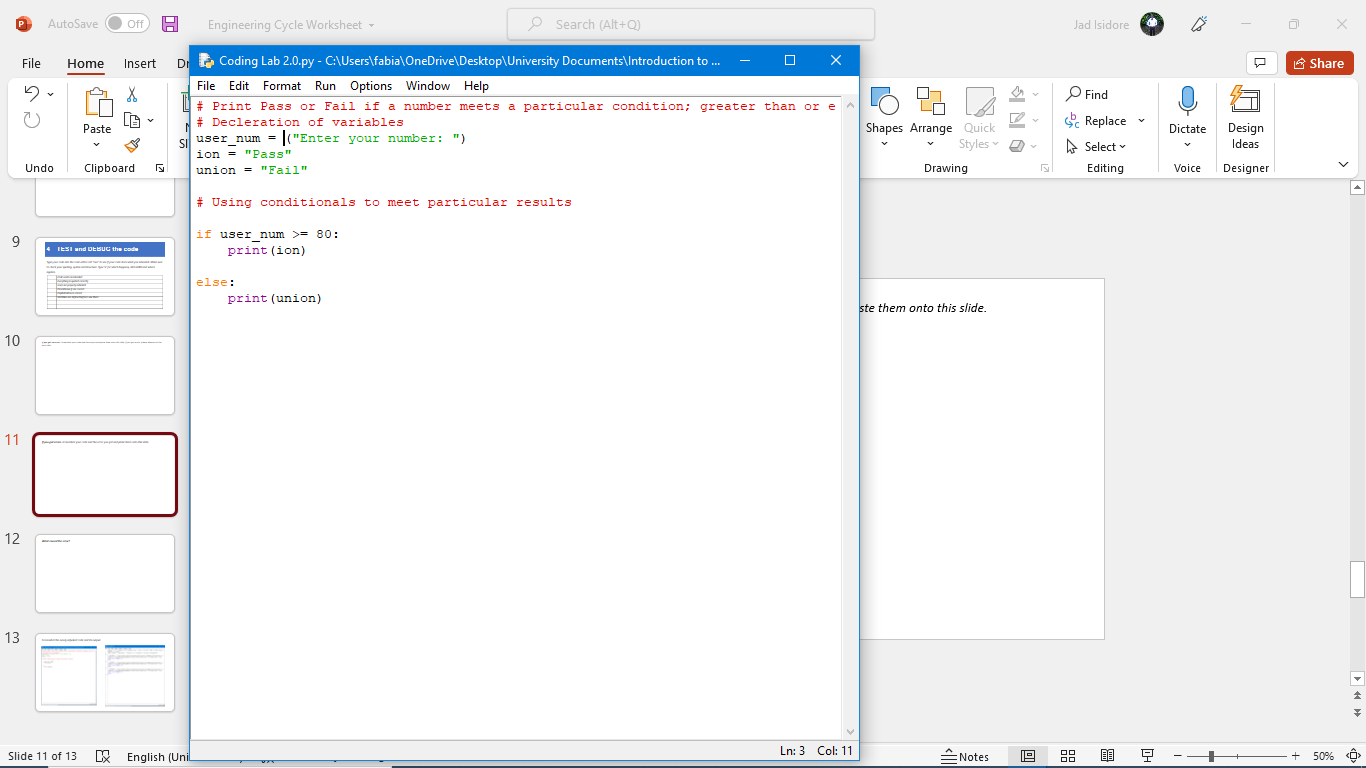 AutoSave Off Engineering Cycle Worksheet Search (Alt+Q) Jad Isidore
File Home Insert
Share
Undo
Paste
Clipboard
Shapes Arrange Quick Styles
Drawing
Find
Replace
Select
Editing
Dictate
Voice
Design Ideas
Designer
Coding Lab 2.0.py - C:\Users\fabia\OneDrive\Desktop\University Documents\Introduction to ...
File Edit Format Run Options Window Help
# Print Pass or Fail if a number meets a particular condition; greater than or e
# Decleration of variables
user_num = ("Enter your number: ")
ion = "Pass"
union = "Fail"
# Using conditionals to meet particular results
if user_num >= 80:
    print(ion)
else:
    print(union)
Ln: 3 Col: 11
9
4 TEST and DEBUG the code
10
11
12
13
ste them onto this slide.
Slide 11 of 13 English (Uni
Notes
50%